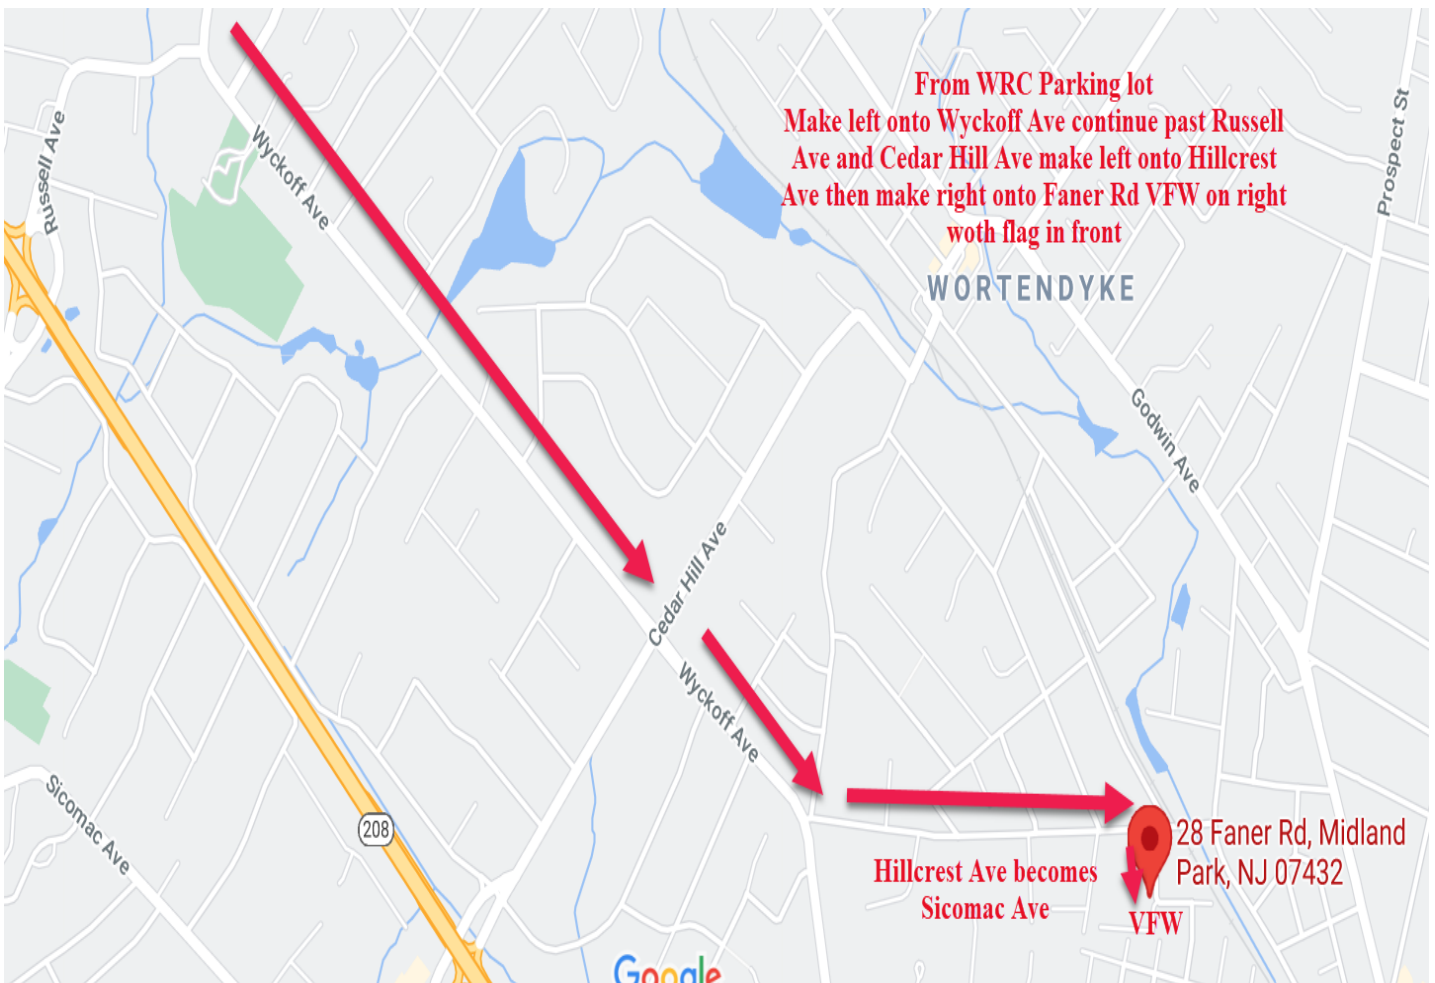 From WRC Parking lot
Make left onto Wyckoff Ave continue past Russell
Ave and Cedar Hill Ave make left onto Hillcrest
Ave then make right onto Faner Rd VFW on right
woth flag in front
Russell Ave
Wyckoff Ave
Prospect St
WORTENDYKE
Godwin Ave
Cedar Hill Ave
Wyckoff Ave
Sicomac Ave
208
28 Faner Rd, Midland
Park, NJ 07432
Hillcrest Ave becomes
Sicomac Ave
VFW
Google